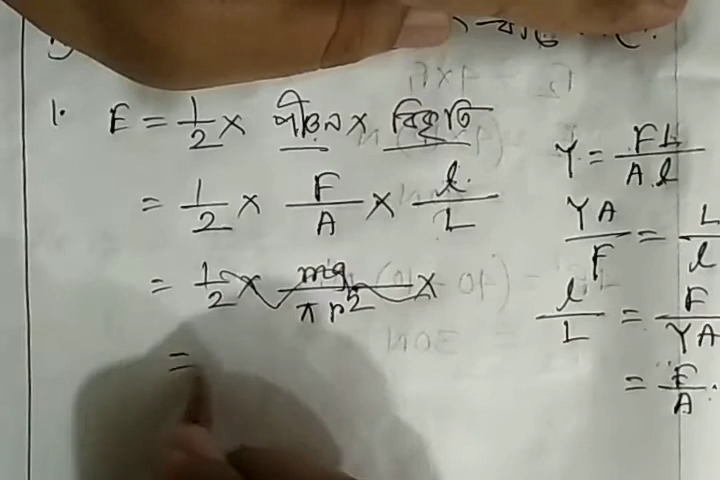 1. E = 1/2 × পীড়ন × বিকৃতি
= 1/2 × F/A × l/L
= 1/2 × mg/πr² ×
=
Y = FL/Al
YA/F = L/l
l/L = F/YA
= F/A.